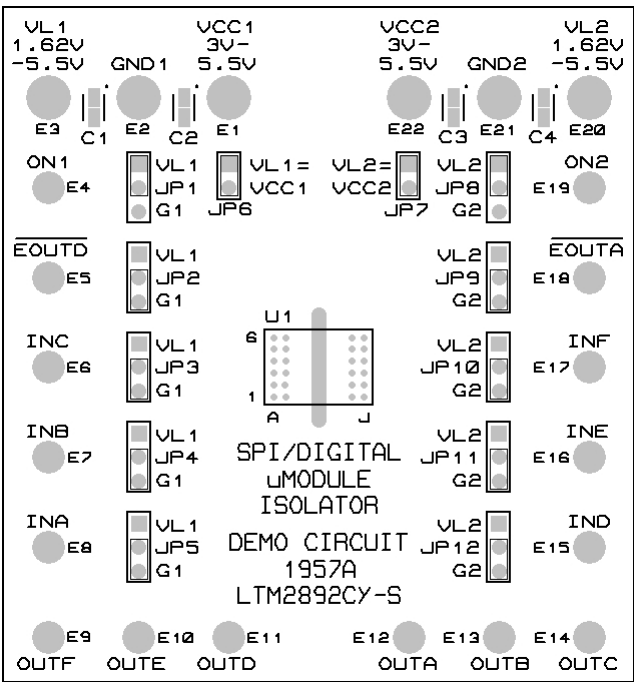 VL1 VCC1 VCC2 VL2
1.62V 3V- 3V- 1.62V
-5.5V GND1 5.5V 5.5V GND2 -5.5V
E3 C1 E2 C2 E1 E22 C3 E21 C4 E20
ON1 VL1 VL1= VL2= VL2 ON2
E4 JP1 VCC1 VCC2 JP8 E19
G1 JP6 JP7 G2
EOUTD VL1 VL2 EOUTA
E5 JP2 JP9 E18
G1 G2
U1
INC VL1 6 VL2 INF
E6 JP3 JP10 E17
G1 1 G2
A J
INB VL1 VL2 INE
E7 JP4 SPI/DIGITAL JP11 E16
G1 uMODULE G2
ISOLATOR
INA VL1 VL2 IND
E8 JP5 DEMO CIRCUIT JP12 E15
G1 1957A G2
LTM2892CY-S
E9 E10 E11 E12 E13 E14
OUTF OUTE OUTD OUTA OUTB OUTC